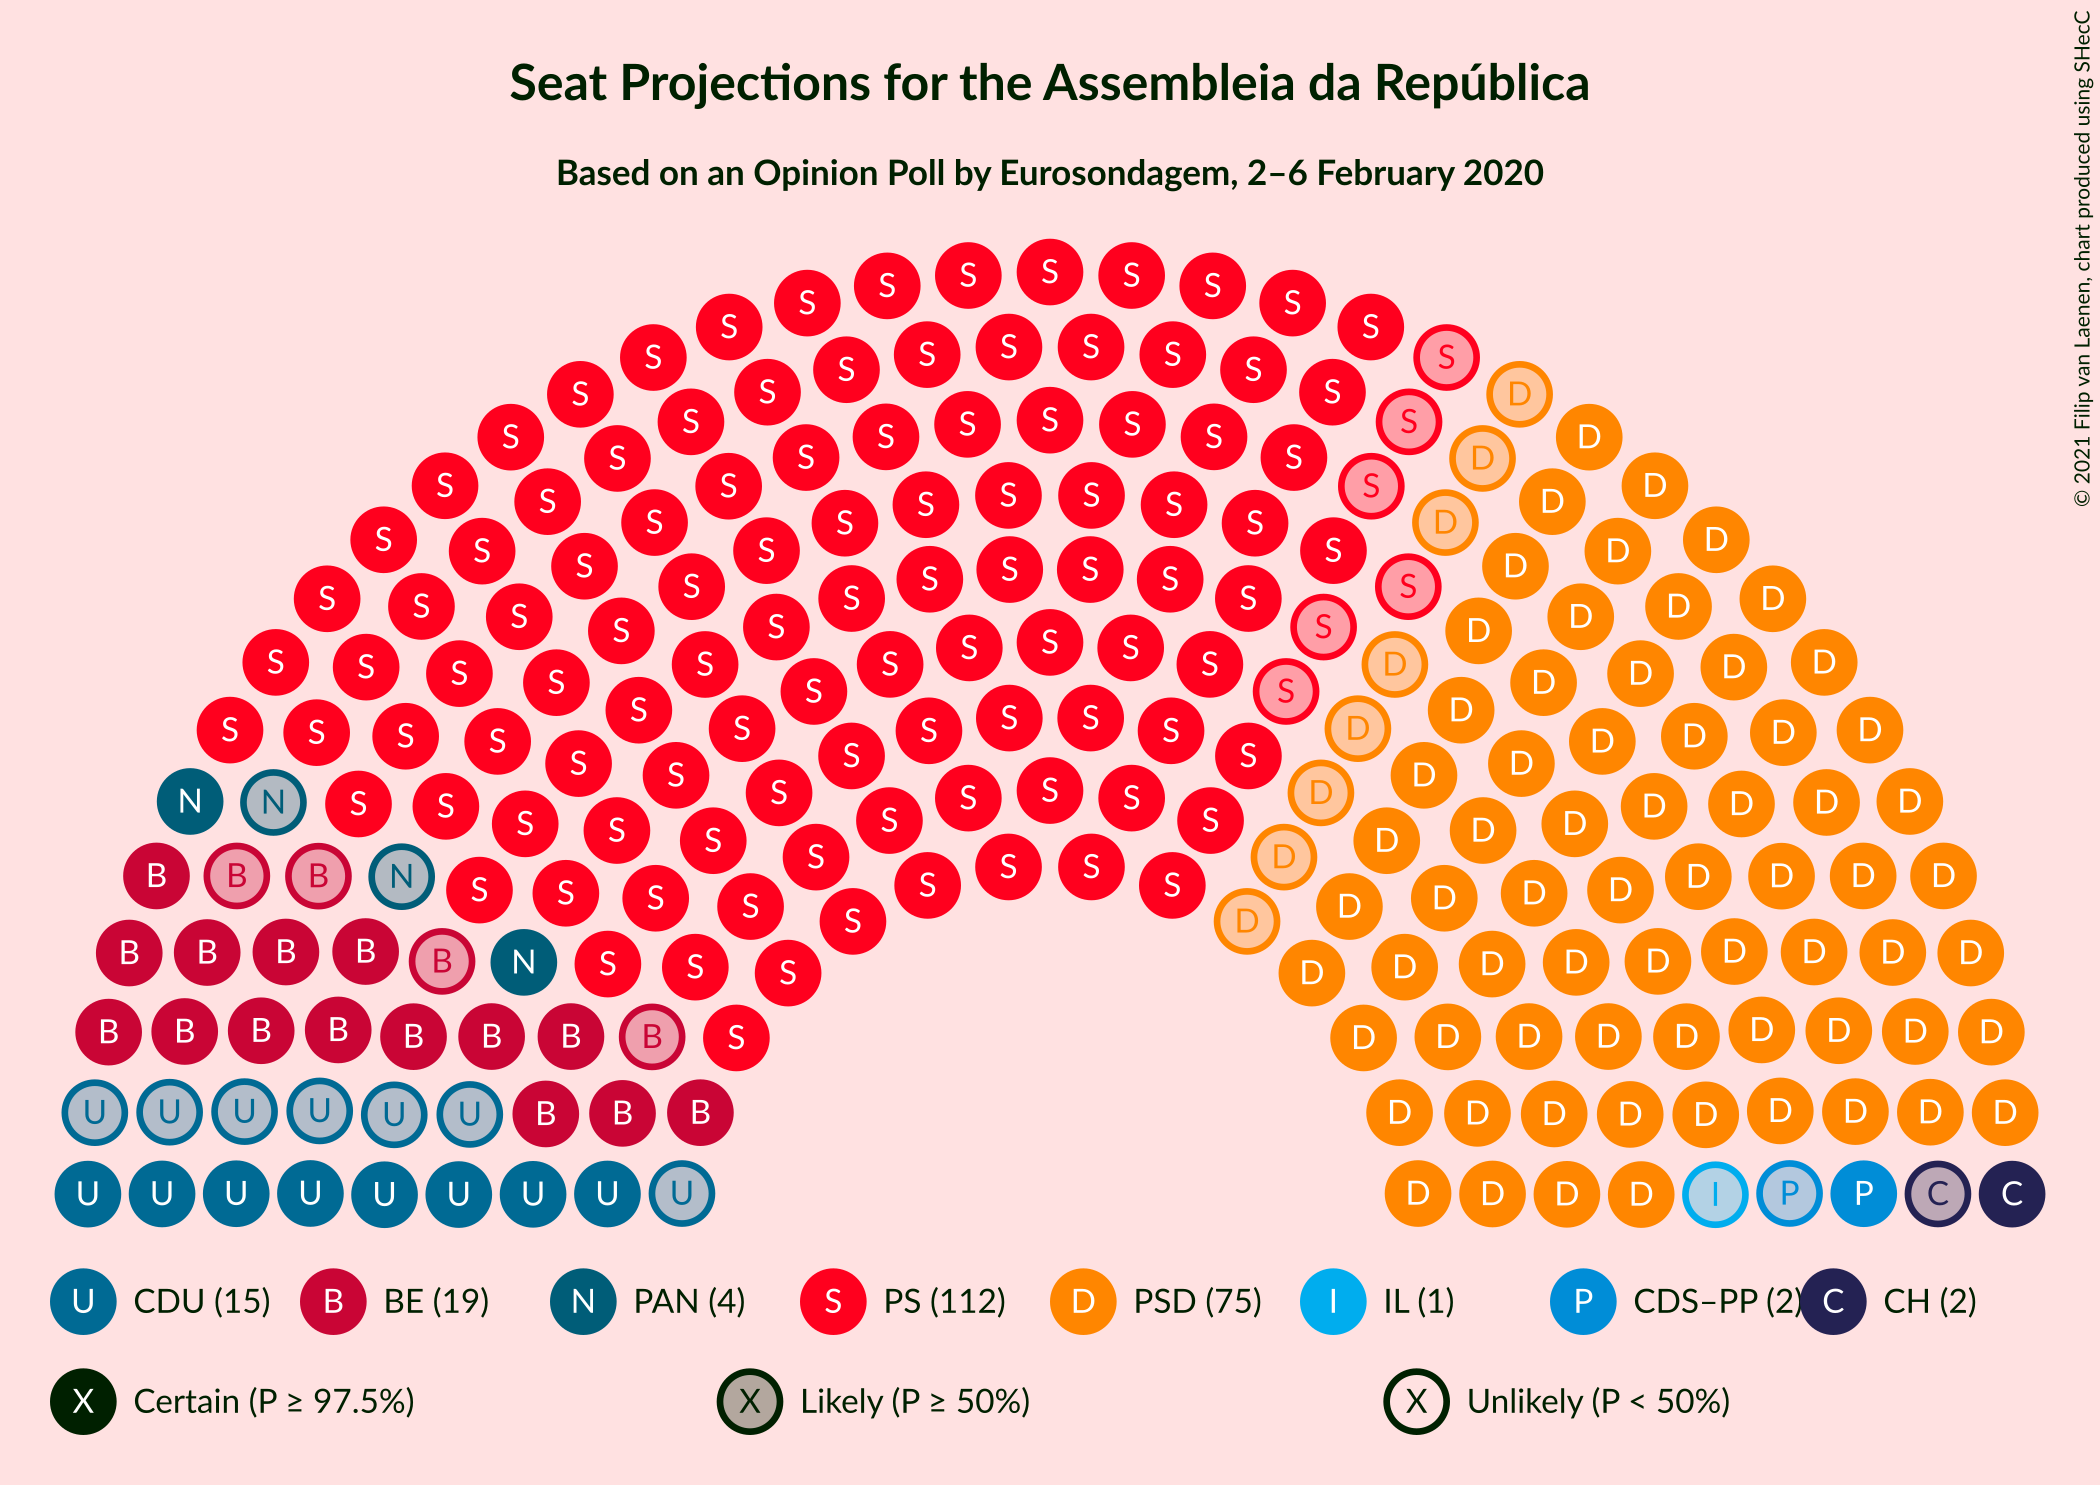 Seat Projections for the Assembleia da República
Based on an Opinion Poll by Eurosondagem, 2–6 February 2020
© 2021 Filip van Laenen, chart produced using SHecC
S S S S S S S S S S
U CDU (15) B BE (19) N PAN (4) S PS (112) D PSD (75) I IL (1) P CDS–PP (2) C CH (2)
X Certain (P ≥ 97.5%) X Likely (P ≥ 50%) X Unlikely (P < 50%)